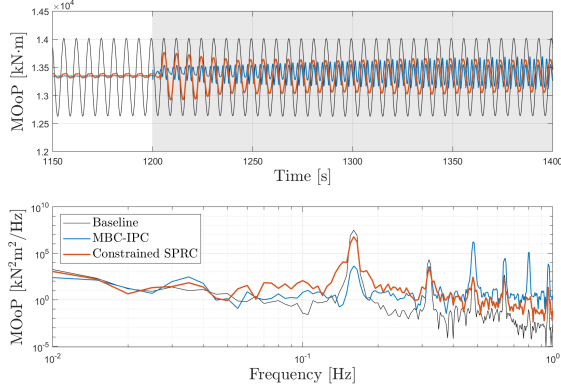 ×10⁴
1.45
1.4
1.35
1.3
1.25
1.2
MOoP [kN·m]
1150 1200 1250 1300 1350 1400
Time [s]
10¹⁰
10⁵
10⁰
10⁻⁵
MOoP [kN²m²/Hz]
Baseline
MBC-IPC
Constrained SPRC
10⁻² 10⁻¹ 10⁰
Frequency [Hz]